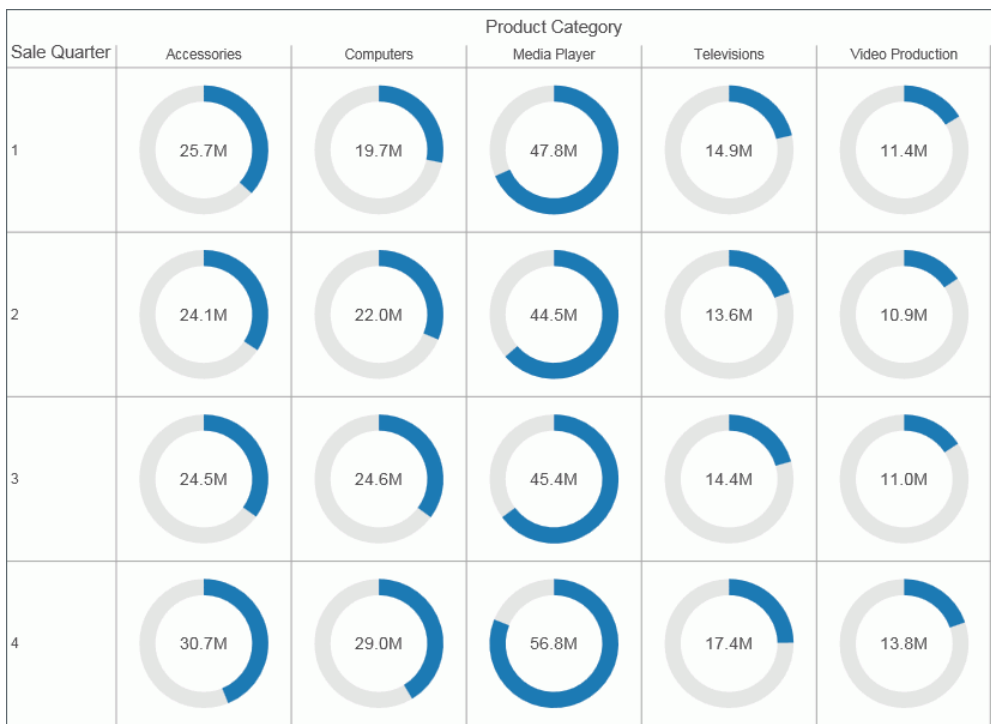 Product Category
Sale Quarter Accessories Computers Media Player Televisions Video Production
1 25.7M 19.7M 47.8M 14.9M 11.4M
2 24.1M 22.0M 44.5M 13.6M 10.9M
3 24.5M 24.6M 45.4M 14.4M 11.0M
4 30.7M 29.0M 56.8M 17.4M 13.8M